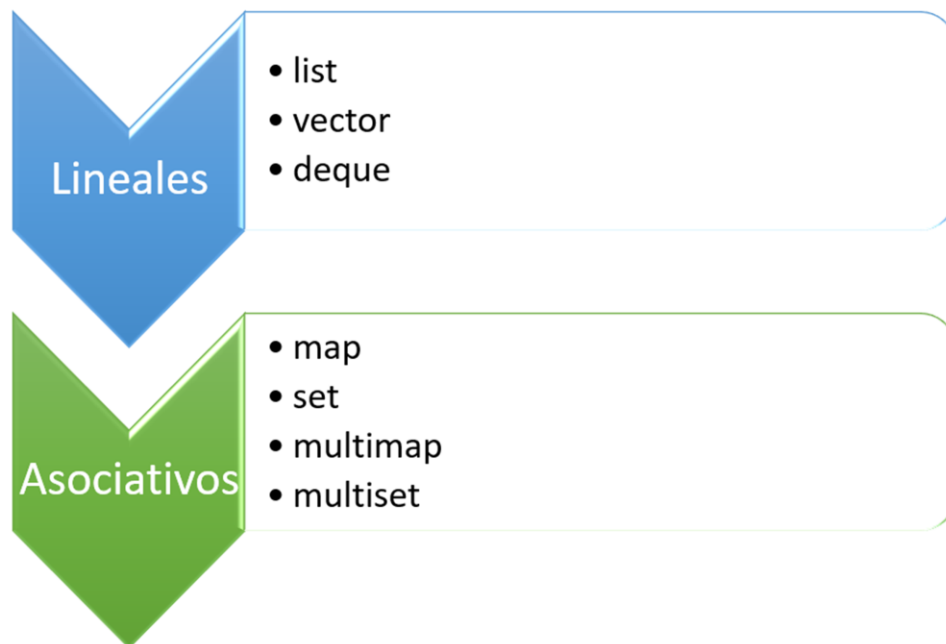 Lineales
• list
• vector
• deque
Asociativos
• map
• set
• multimap
• multiset